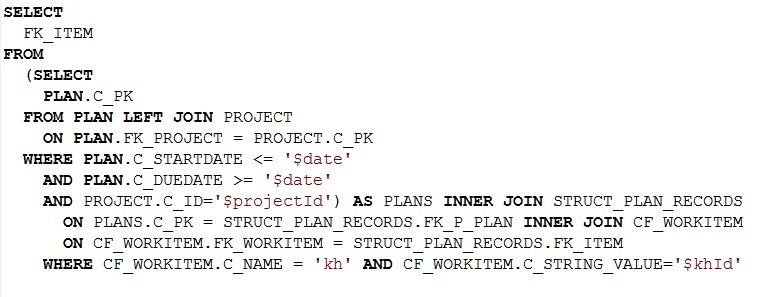 SELECT
FK_ITEM
FROM
(SELECT
PLAN.C_PK
FROM PLAN LEFT JOIN PROJECT
ON PLAN.FK_PROJECT = PROJECT.C_PK
WHERE PLAN.C_STARTDATE <= '$date'
AND PLAN.C_DUEDATE >= '$date'
AND PROJECT.C_ID='$projectId') AS PLANS INNER JOIN STRUCT_PLAN_RECORDS
ON PLANS.C_PK = STRUCT_PLAN_RECORDS.FK_P_PLAN INNER JOIN CF_WORKITEM
ON CF_WORKITEM.FK_WORKITEM = STRUCT_PLAN_RECORDS.FK_ITEM
WHERE CF_WORKITEM.C_NAME = 'kh' AND CF_WORKITEM.C_STRING_VALUE='$khId'